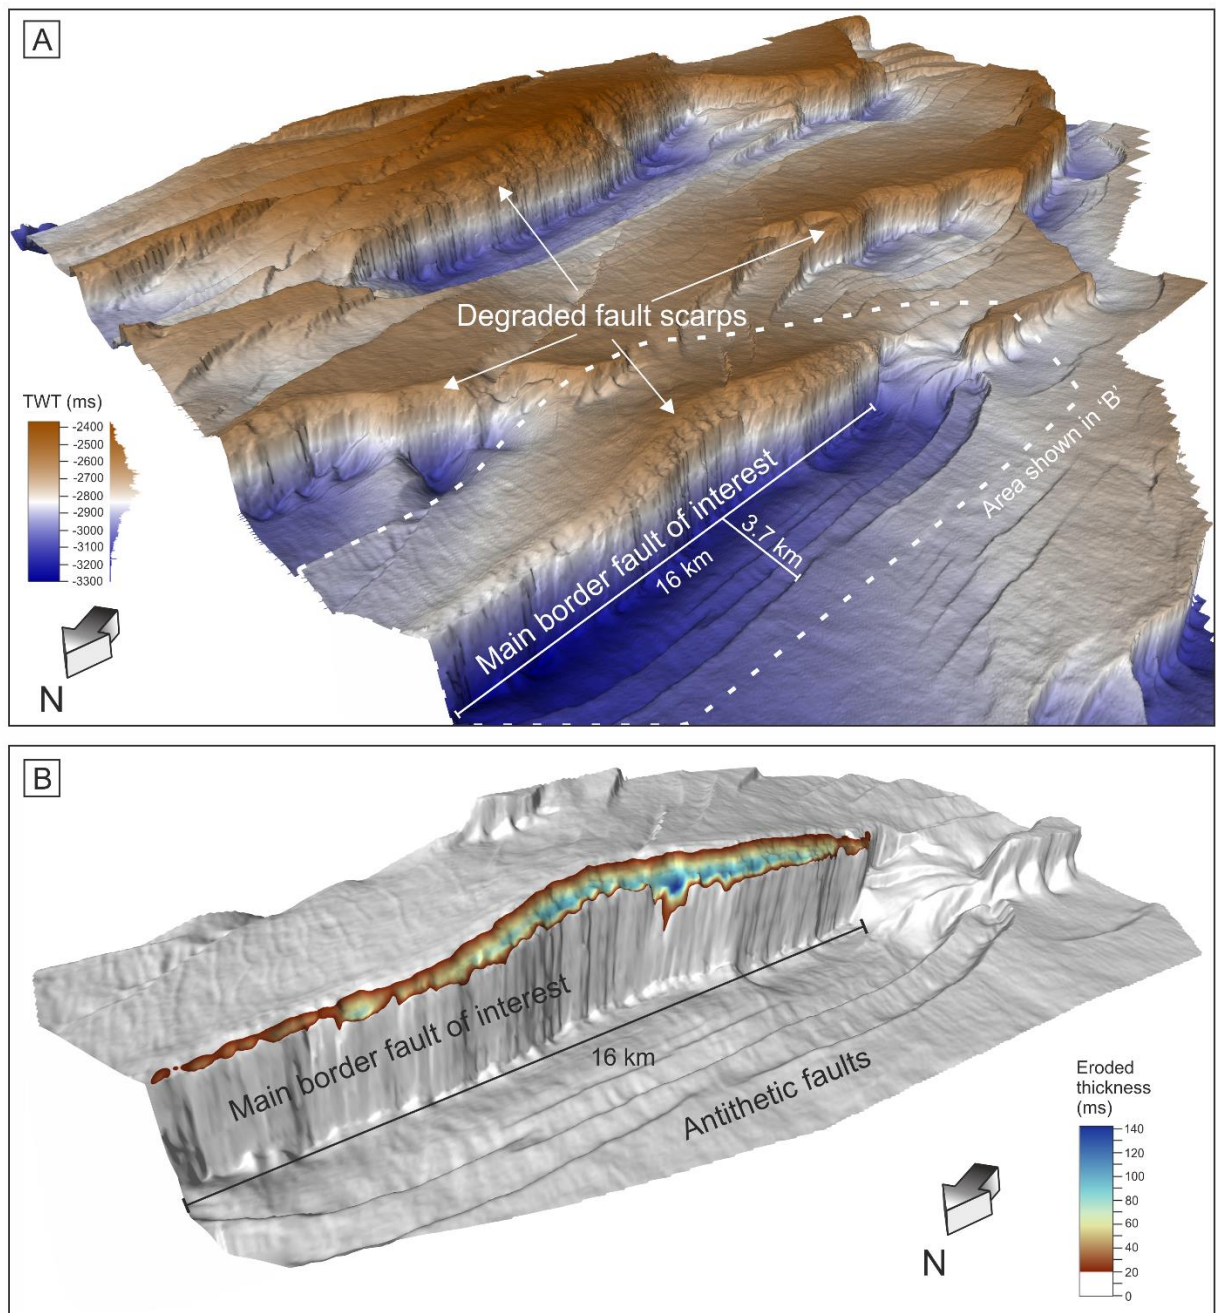 A
Degraded fault scarps
TWT (ms)
-2400
-2500
-2600
-2700
-2800
-2900
-3000
-3100
-3200
-3300
N
Main border fault of interest
16 km
3.7 km
Area shown in 'B'
B
Main border fault of interest
16 km
Antithetic faults
N
Eroded
thickness
(ms)
140
120
100
80
60
40
20
0